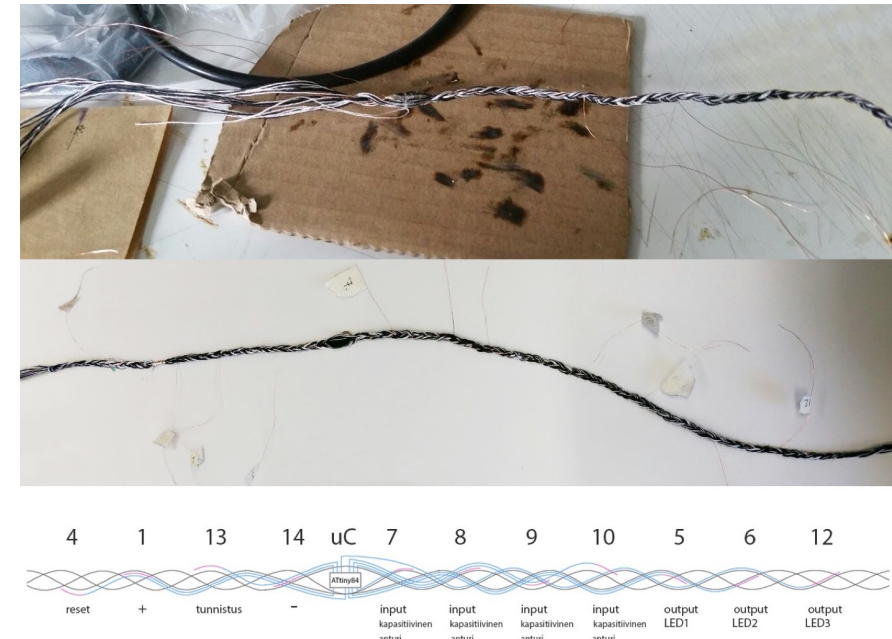 4 1 13 14 uC 7 8 9 10 5 6 12
ATtiny84
reset + tunnistus − input input input input output output output
kapasitiivinen kapasitiivinen kapasitiivinen kapasitiivinen LED1 LED2 LED3
anturi anturi anturi anturi